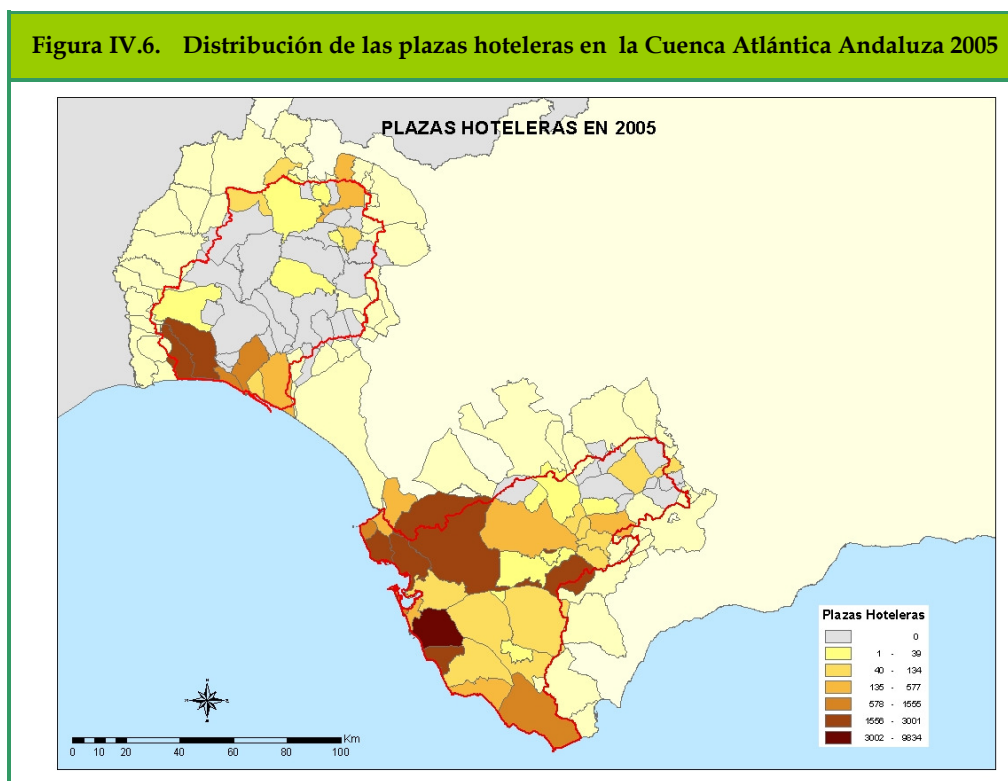 Figura IV.6. Distribución de las plazas hoteleras en la Cuenca Atlántica Andaluza 2005
PLAZAS HOTELERAS EN 2005
Plazas Hoteleras
0
1 - 39
40 - 134
135 - 577
578 - 1555
1556 - 3001
3002 - 9834
Km
0 10 20 40 60 80 100